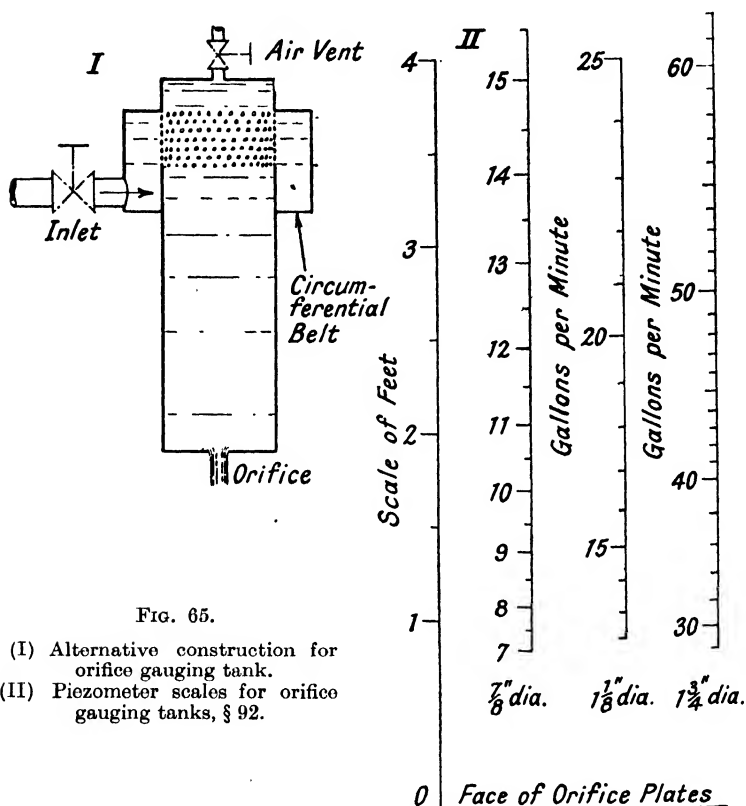 I
Air Vent
Inlet
Circum-
ferential
Belt
Orifice
FIG. 65.
(I) Alternative construction for
orifice gauging tank.
(II) Piezometer scales for orifice
gauging tanks, § 92.
II
Scale of Feet
4
3
2
1
0
15
14
13
12
11
10
9
8
7
7/8" dia.
Gallons per Minute
25
20
15
1 1/8" dia.
Gallons per Minute
60
50
40
30
1 3/4" dia.
Face of Orifice Plates